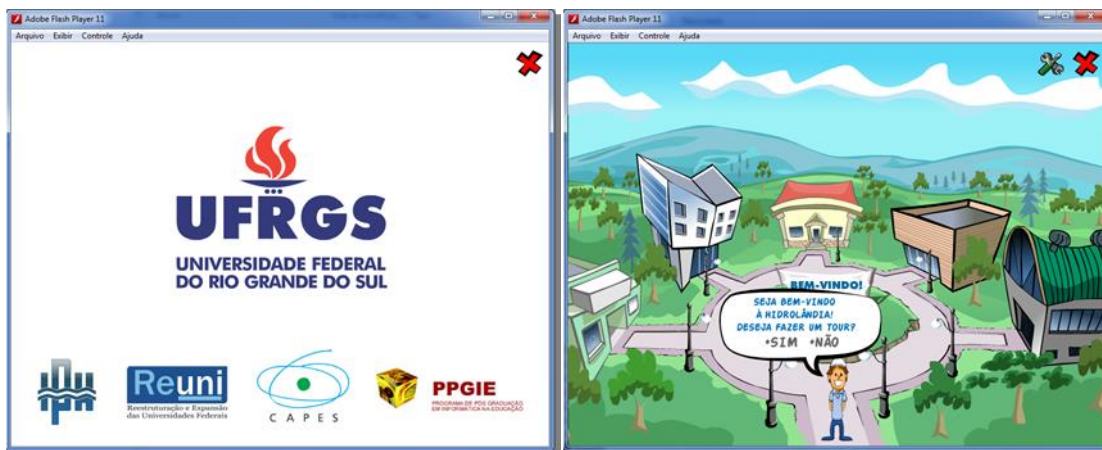 Adobe Flash Player 11
Arquivo Exibir Controle Ajuda
UFRGS
UNIVERSIDADE FEDERAL
DO RIO GRANDE DO SUL
IPH
Reuni
Reestruturação e Expansão
das Universidades Federais
CAPES
PPGIE
PROGRAMA DE PÓS GRADUAÇÃO
EM INFORMÁTICA NA EDUCAÇÃO
Adobe Flash Player 11
Arquivo Exibir Controle Ajuda
BEM-VINDO!
SEJA BEM-VINDO
À HIDROLÂNDIA!
DESEJA FAZER UM TOUR?
•SIM •NÃO